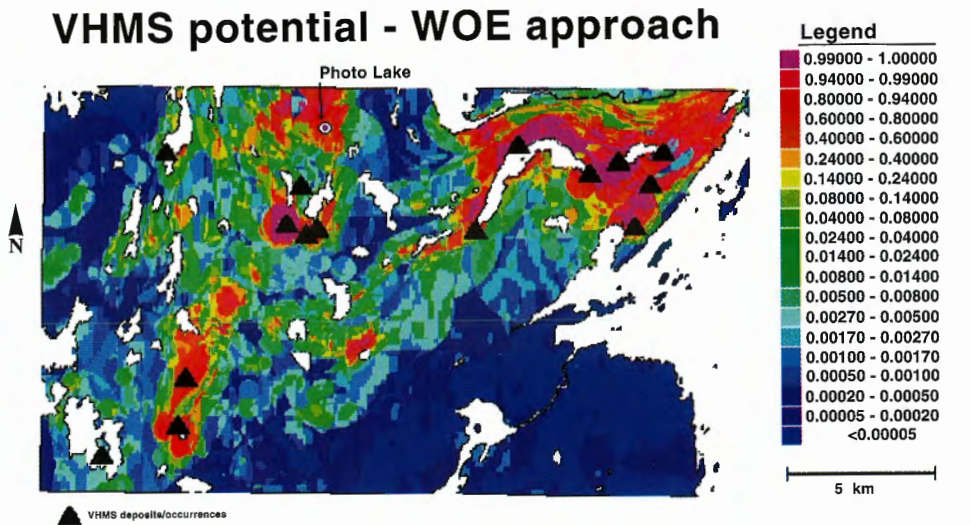 VHMS potential - WOE approach
Photo Lake
N
Legend
0.99000 - 1.00000
0.94000 - 0.99000
0.80000 - 0.94000
0.60000 - 0.80000
0.40000 - 0.60000
0.24000 - 0.40000
0.14000 - 0.24000
0.08000 - 0.14000
0.04000 - 0.08000
0.02400 - 0.04000
0.01400 - 0.02400
0.00800 - 0.01400
0.00500 - 0.00800
0.00270 - 0.00500
0.00170 - 0.00270
0.00100 - 0.00170
0.00050 - 0.00100
0.00020 - 0.00050
0.00005 - 0.00020
<0.00005
5 km
VHMS deposits/occurrences